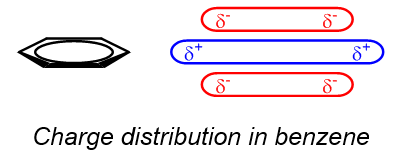 δ- δ-
δ+ δ+
δ- δ-
Charge distribution in benzene